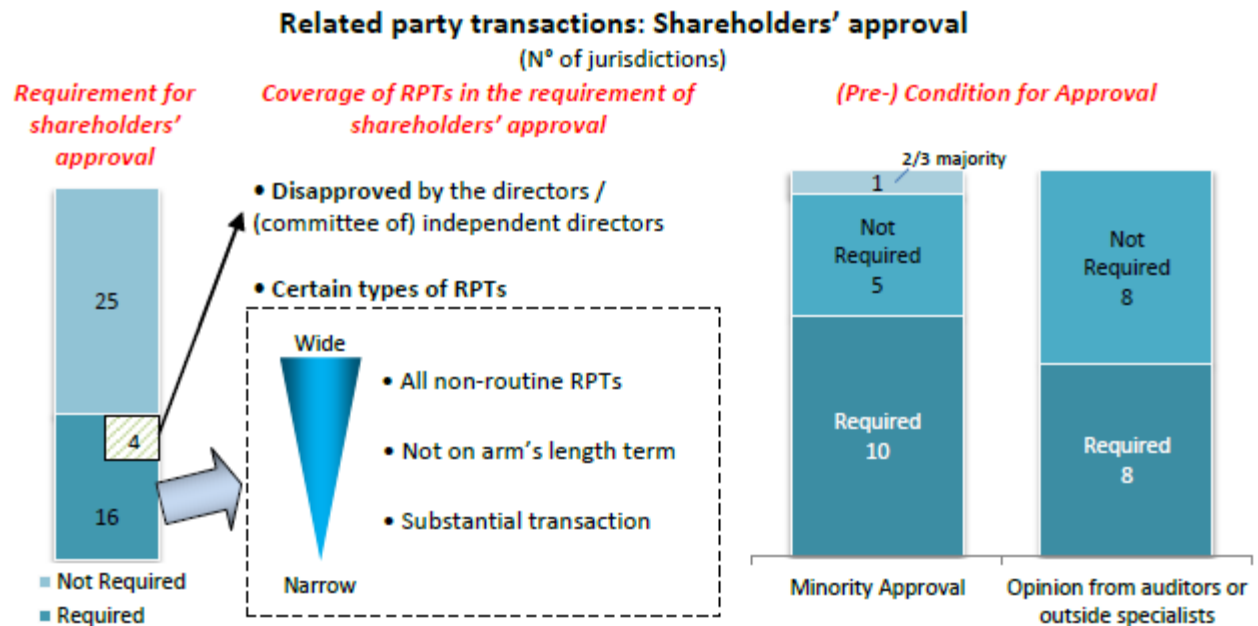 Related party transactions: Shareholders' approval
(N° of jurisdictions)
Requirement for
shareholders'
approval
25
4
16
■ Not Required
■ Required
Coverage of RPTs in the requirement of
shareholders' approval
• Disapproved by the directors /
(committee of) independent directors
• Certain types of RPTs
Wide
• All non-routine RPTs
• Not on arm's length term
• Substantial transaction
Narrow
(Pre-) Condition for Approval
2/3 majority
1
Not
Required
5
Required
10
Minority Approval
Not
Required
8
Required
8
Opinion from auditors or
outside specialists